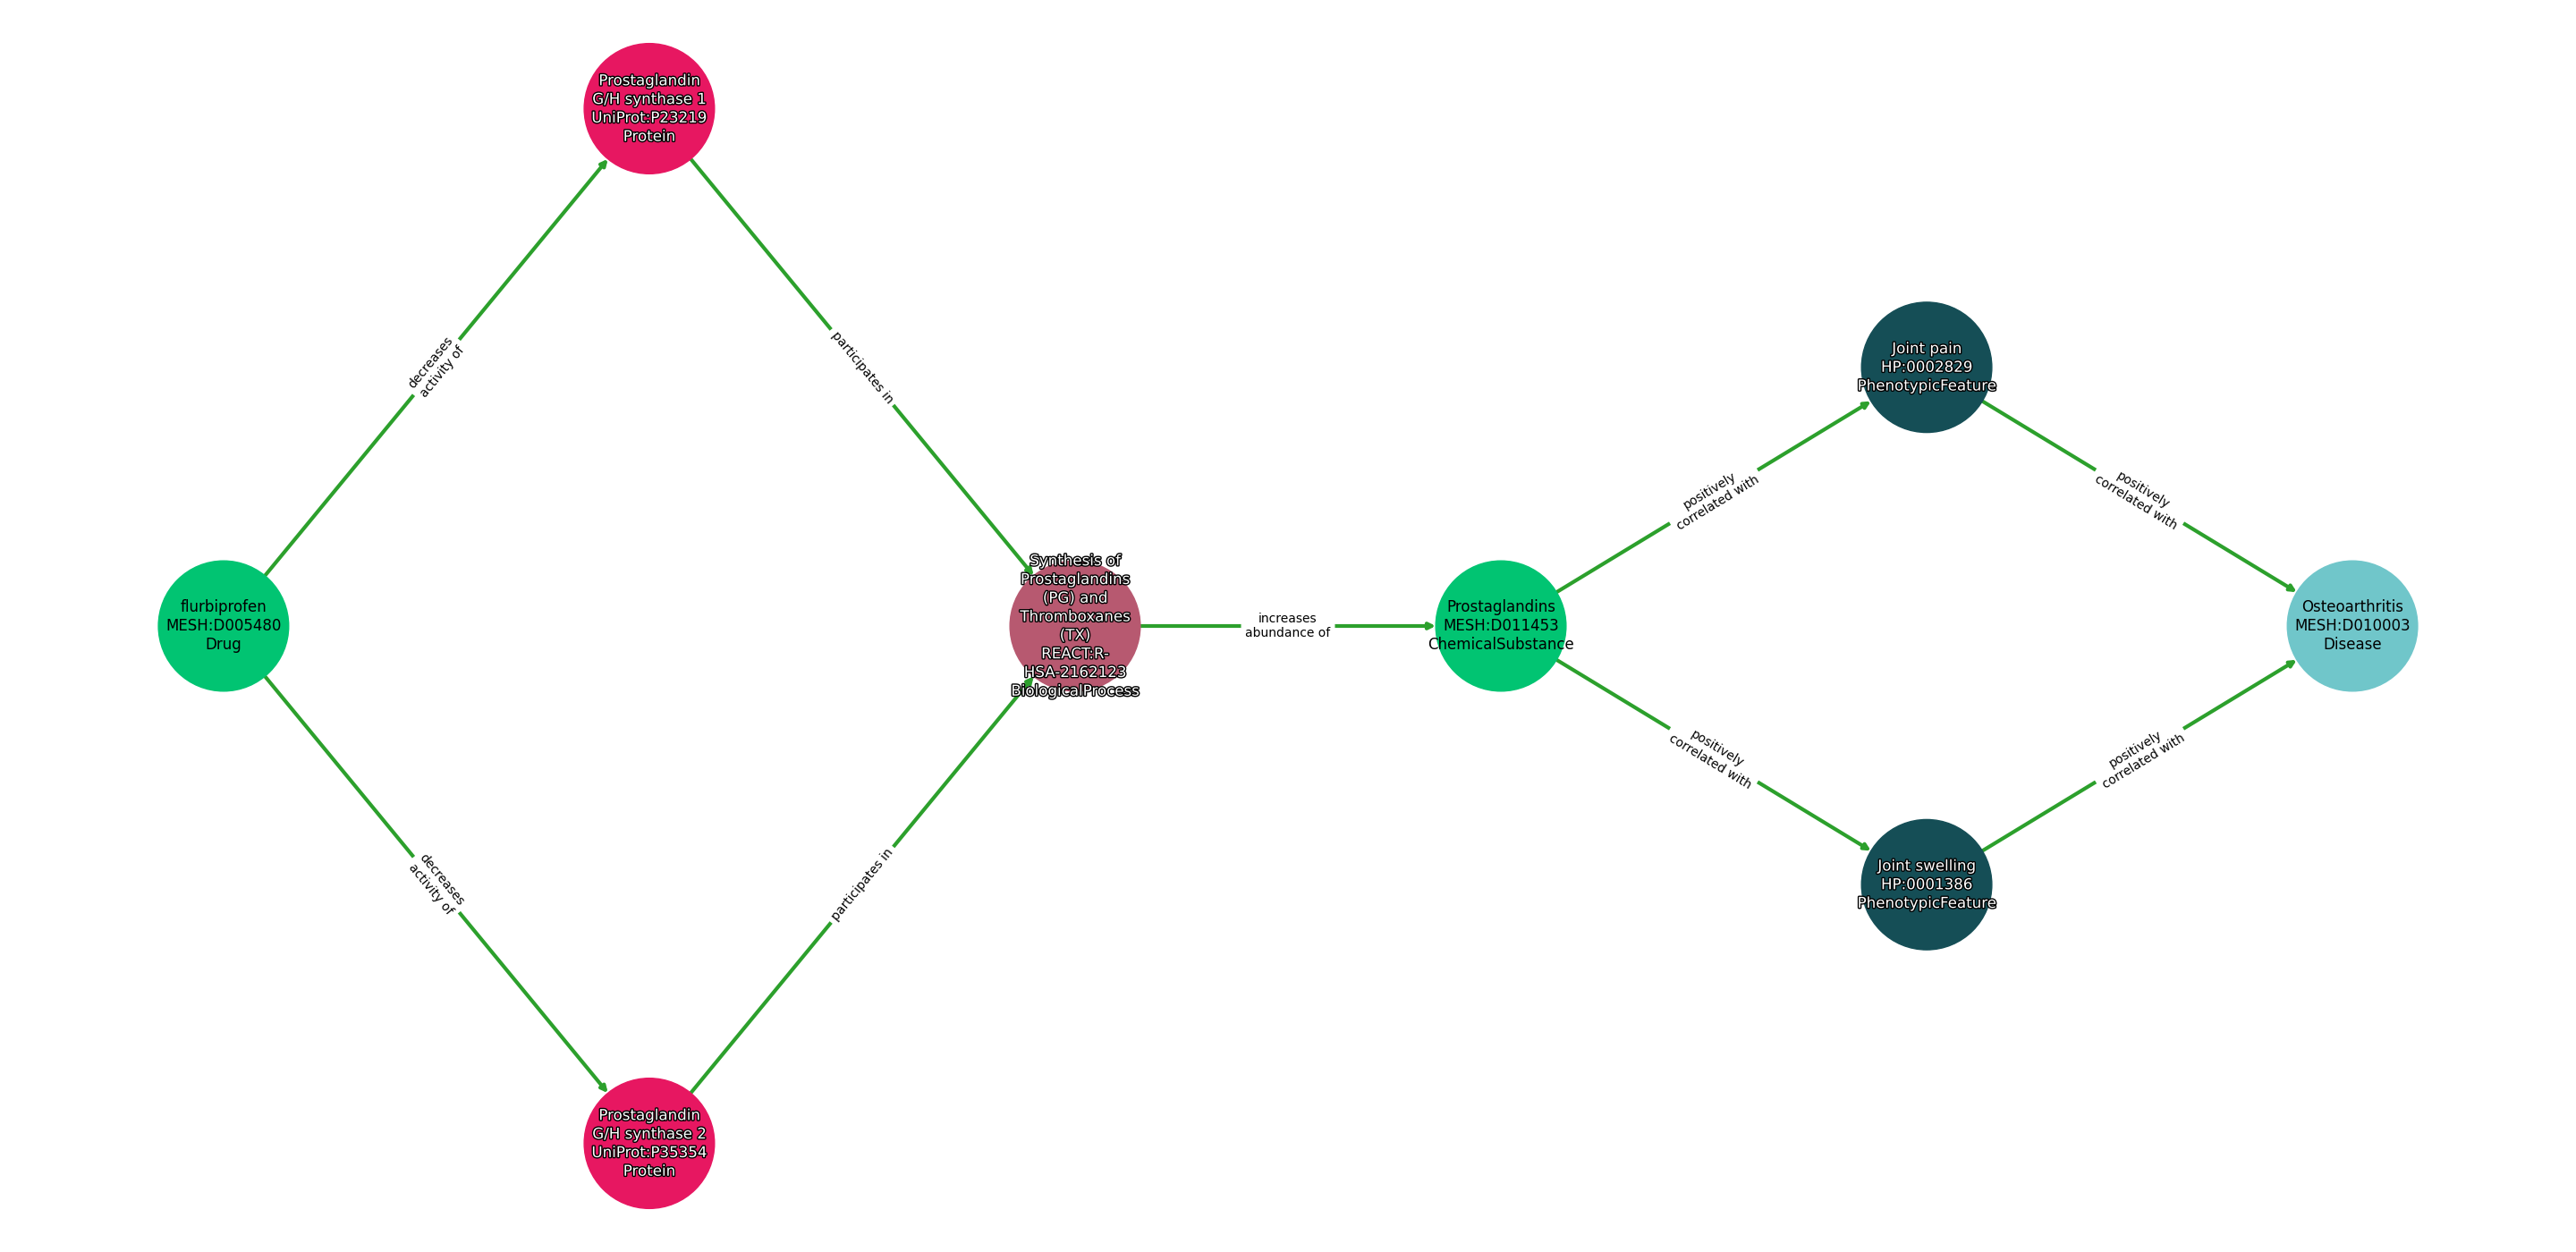 Prostaglandin
G/H synthase 1
UniProt:P23219
Protein
decreases
activity of
participates in
flurbiprofen
MESH:D005480
Drug
Synthesis of
Prostaglandins
(PG) and
Thromboxanes
(TX)
REACT:R-
HSA-2162123
BiologicalProcess
decreases
activity of
participates in
Prostaglandin
G/H synthase 2
UniProt:P35354
Protein
increases
abundance of
Prostaglandins
MESH:D011453
ChemicalSubstance
positively
correlated with
Joint pain
HP:0002829
PhenotypicFeature
positively
correlated with
positively
correlated with
Joint swelling
HP:0001386
PhenotypicFeature
positively
correlated with
Osteoarthritis
MESH:D010003
Disease